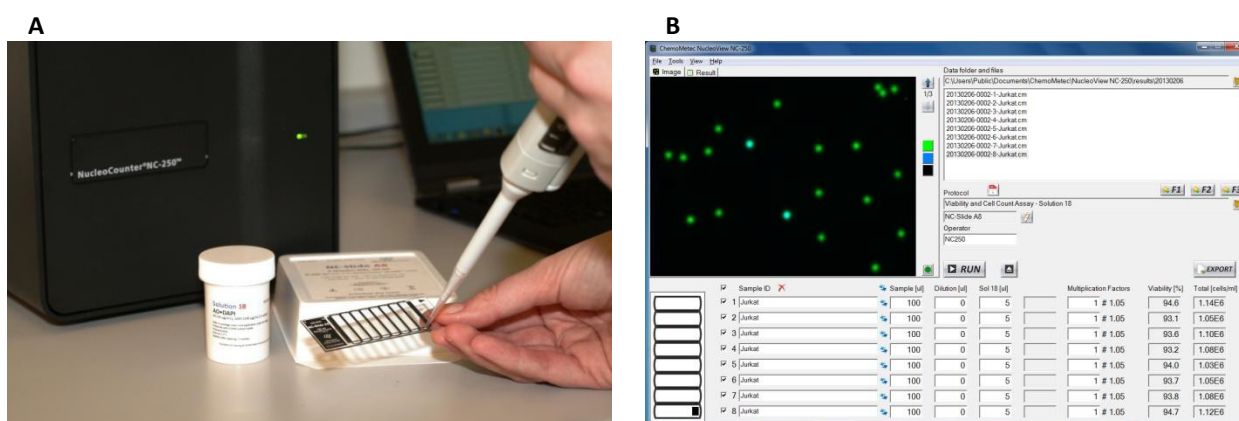 A
B
NucleoCounter®NC-250™
Solution 18
AO•DAPI
NC-Slide A8
ChemoMetec NucleoView NC-250
File Tools View Help
Image Result
1/3
Data folder and files
C:\Users\Public\Documents\ChemoMetec\NucleoView NC-250\results\20130206
20130206-0002-1-Jurkat.cm
20130206-0002-2-Jurkat.cm
20130206-0002-3-Jurkat.cm
20130206-0002-4-Jurkat.cm
20130206-0002-5-Jurkat.cm
20130206-0002-6-Jurkat.cm
20130206-0002-7-Jurkat.cm
20130206-0002-8-Jurkat.cm
Protocol F1 F2 F3
Viability and Cell Count Assay - Solution 18
NC-Slide A8
Operator
NC250
RUN EXPORT
Sample ID Sample [ul] Dilution [ul] Sol 18 [ul] Multiplication Factors Viability [%] Total [cells/ml]
1 Jurkat 100 0 5 1 # 1.05 94.6 1.14E6
2 Jurkat 100 0 5 1 # 1.05 93.1 1.05E6
3 Jurkat 100 0 5 1 # 1.05 93.6 1.10E6
4 Jurkat 100 0 5 1 # 1.05 93.2 1.08E6
5 Jurkat 100 0 5 1 # 1.05 94.0 1.03E6
6 Jurkat 100 0 5 1 # 1.05 93.7 1.05E6
7 Jurkat 100 0 5 1 # 1.05 93.8 1.08E6
8 Jurkat 100 0 5 1 # 1.05 94.7 1.12E6